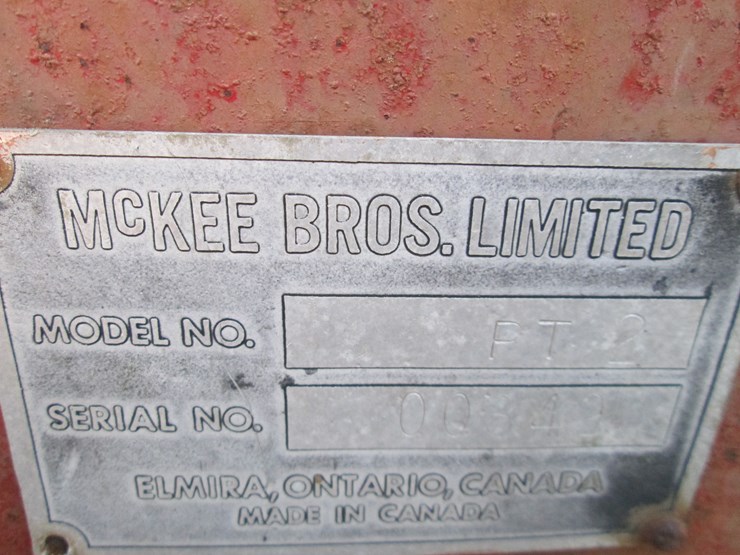 McKEE BROS. LIMITED
MODEL NO. PT 2
SERIAL NO.
ELMIRA, ONTARIO, CANADA
MADE IN CANADA